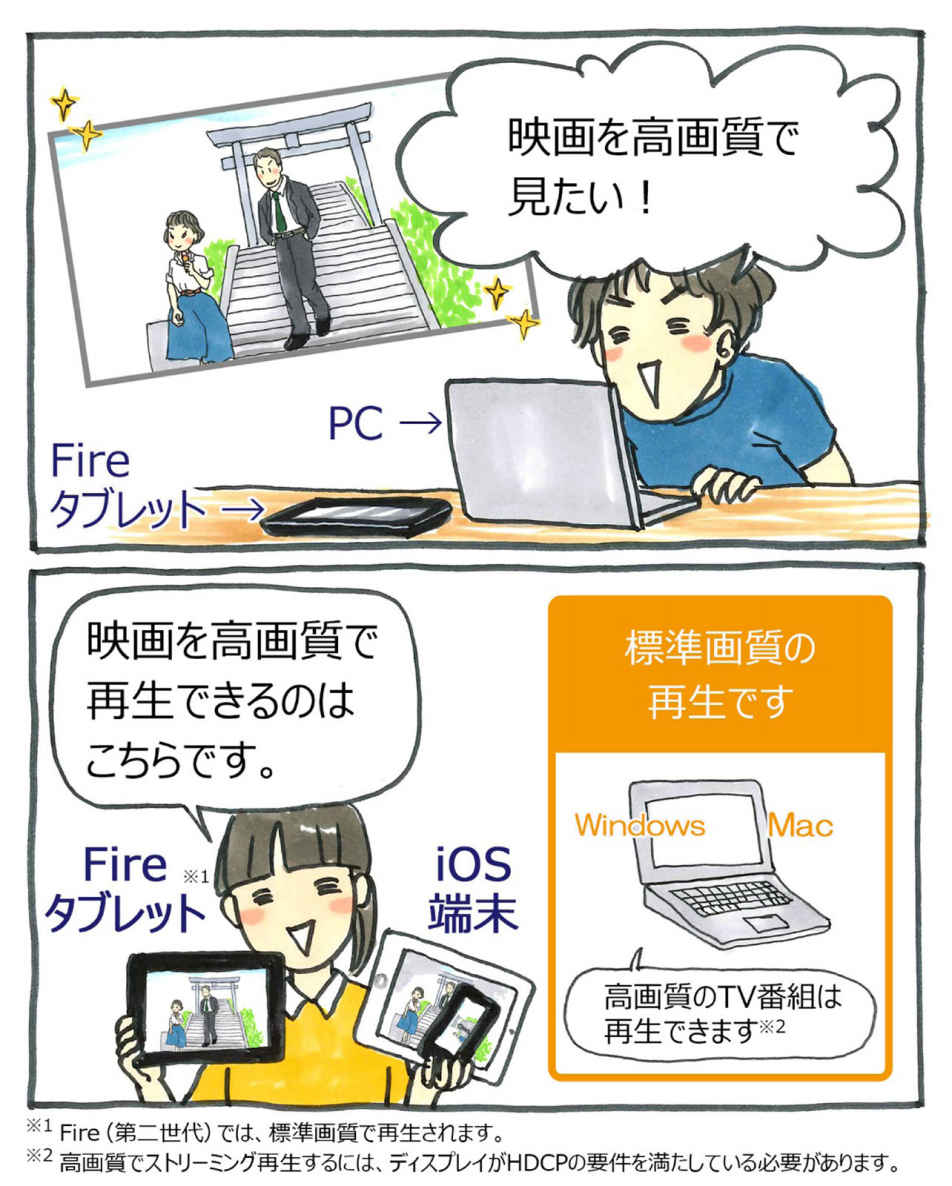 映画を高画質で
見たい！
PC →
Fire
タブレット →
映画を高画質で
再生できるのは
こちらです。
Fire
タブレット ※1
iOS
端末
標準画質の
再生です
Windows
Mac
高画質のTV番組は
再生できます※2
※1 Fire（第二世代）では、標準画質で再生されます。
※2 高画質でストリーミング再生するには、ディスプレイがHDCPの要件を満たしている必要があります。